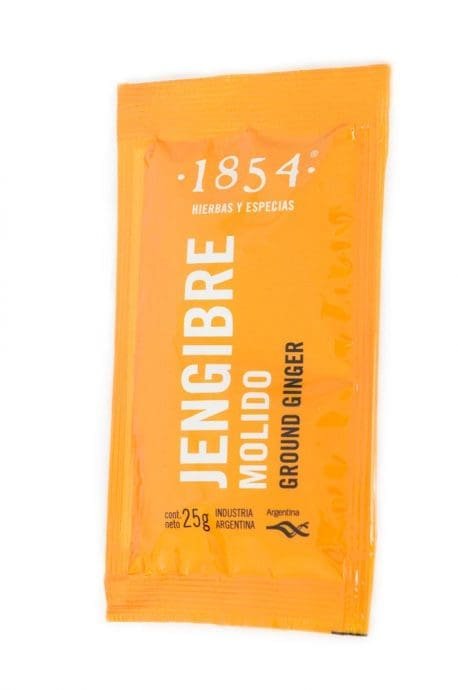 ·1854·®
HIERBAS Y ESPECIAS
JENGIBRE
MOLIDO
GROUND GINGER
cont.
neto 25g
INDUSTRIA
ARGENTINA
Argentina